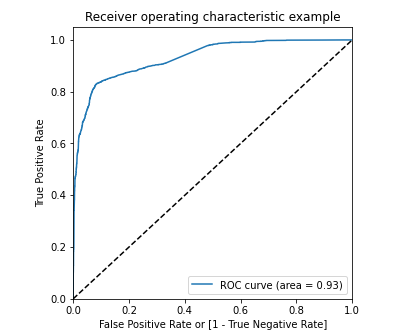 Receiver operating characteristic example
True Positive Rate
1.0
0.8
0.6
0.4
0.2
0.0
ROC curve (area = 0.93)
0.0 0.2 0.4 0.6 0.8 1.0
False Positive Rate or [1 - True Negative Rate]